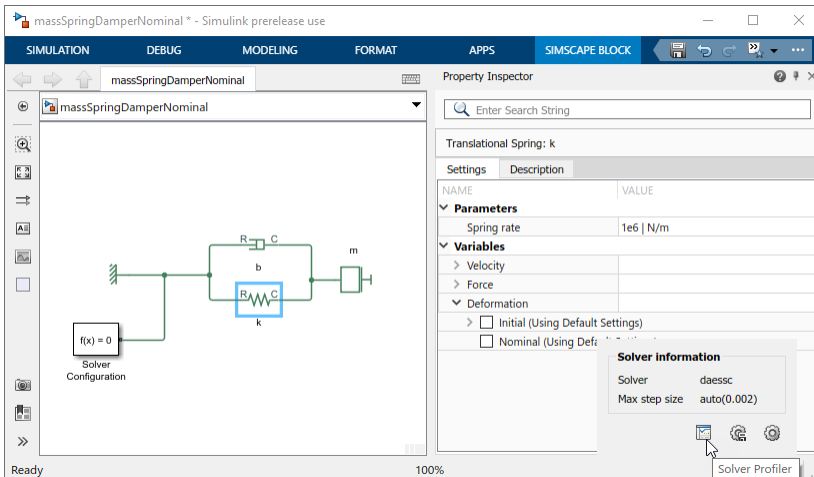 massSpringDamperNominal * - Simulink prerelease use
SIMULATION DEBUG MODELING FORMAT APPS SIMSCAPE BLOCK
massSpringDamperNominal
Property Inspector
massSpringDamperNominal
Enter Search String
Translational Spring: k
Settings Description
NAME VALUE
Parameters
Spring rate 1e6 | N/m
Variables
Velocity
Force
Deformation
Initial (Using Default Settings)
Nominal (Using Default
R C
b
m
R C
k
f(x) = 0
Solver
Configuration
Solver information
Solver daessc
Max step size auto(0.002)
Solver Profiler
Ready 100%